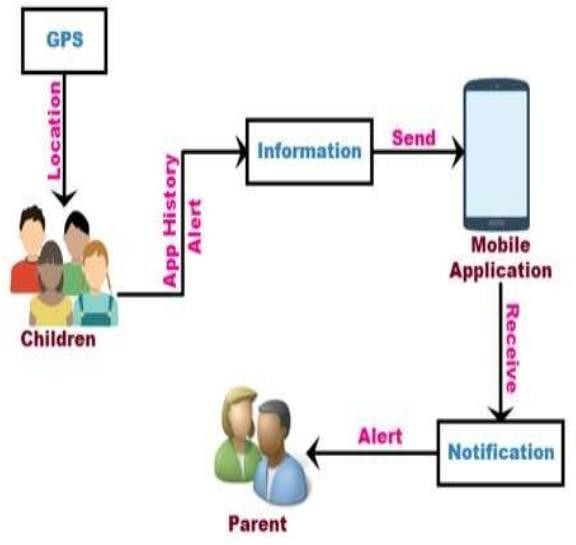 GPS
Location
Children
App History
Alert
Information
Send
Mobile
Application
Receive
Notification
Alert
Parent